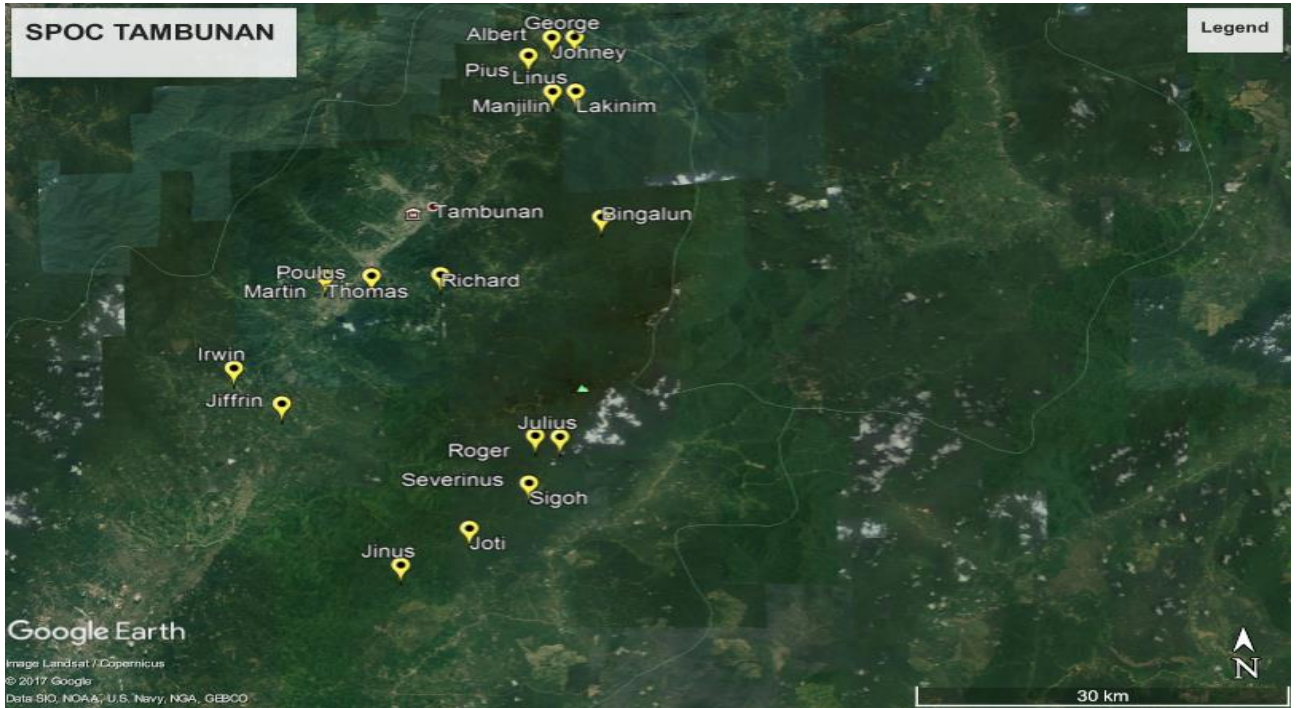 SPOC TAMBUNAN
Legend
George
Albert
Johney
Pius
Linus
Manjilin
Lakinim
Tambunan
Bingalun
Poulus
Richard
Martin
Thomas
Irwin
Jiffrin
Julius
Roger
Severinus
Sigoh
Joti
Jinus
Google Earth
Image Landsat / Copernicus
© 2017 Google
Data SIO, NOAA, U.S. Navy, NGA, GEBCO
N
30 km